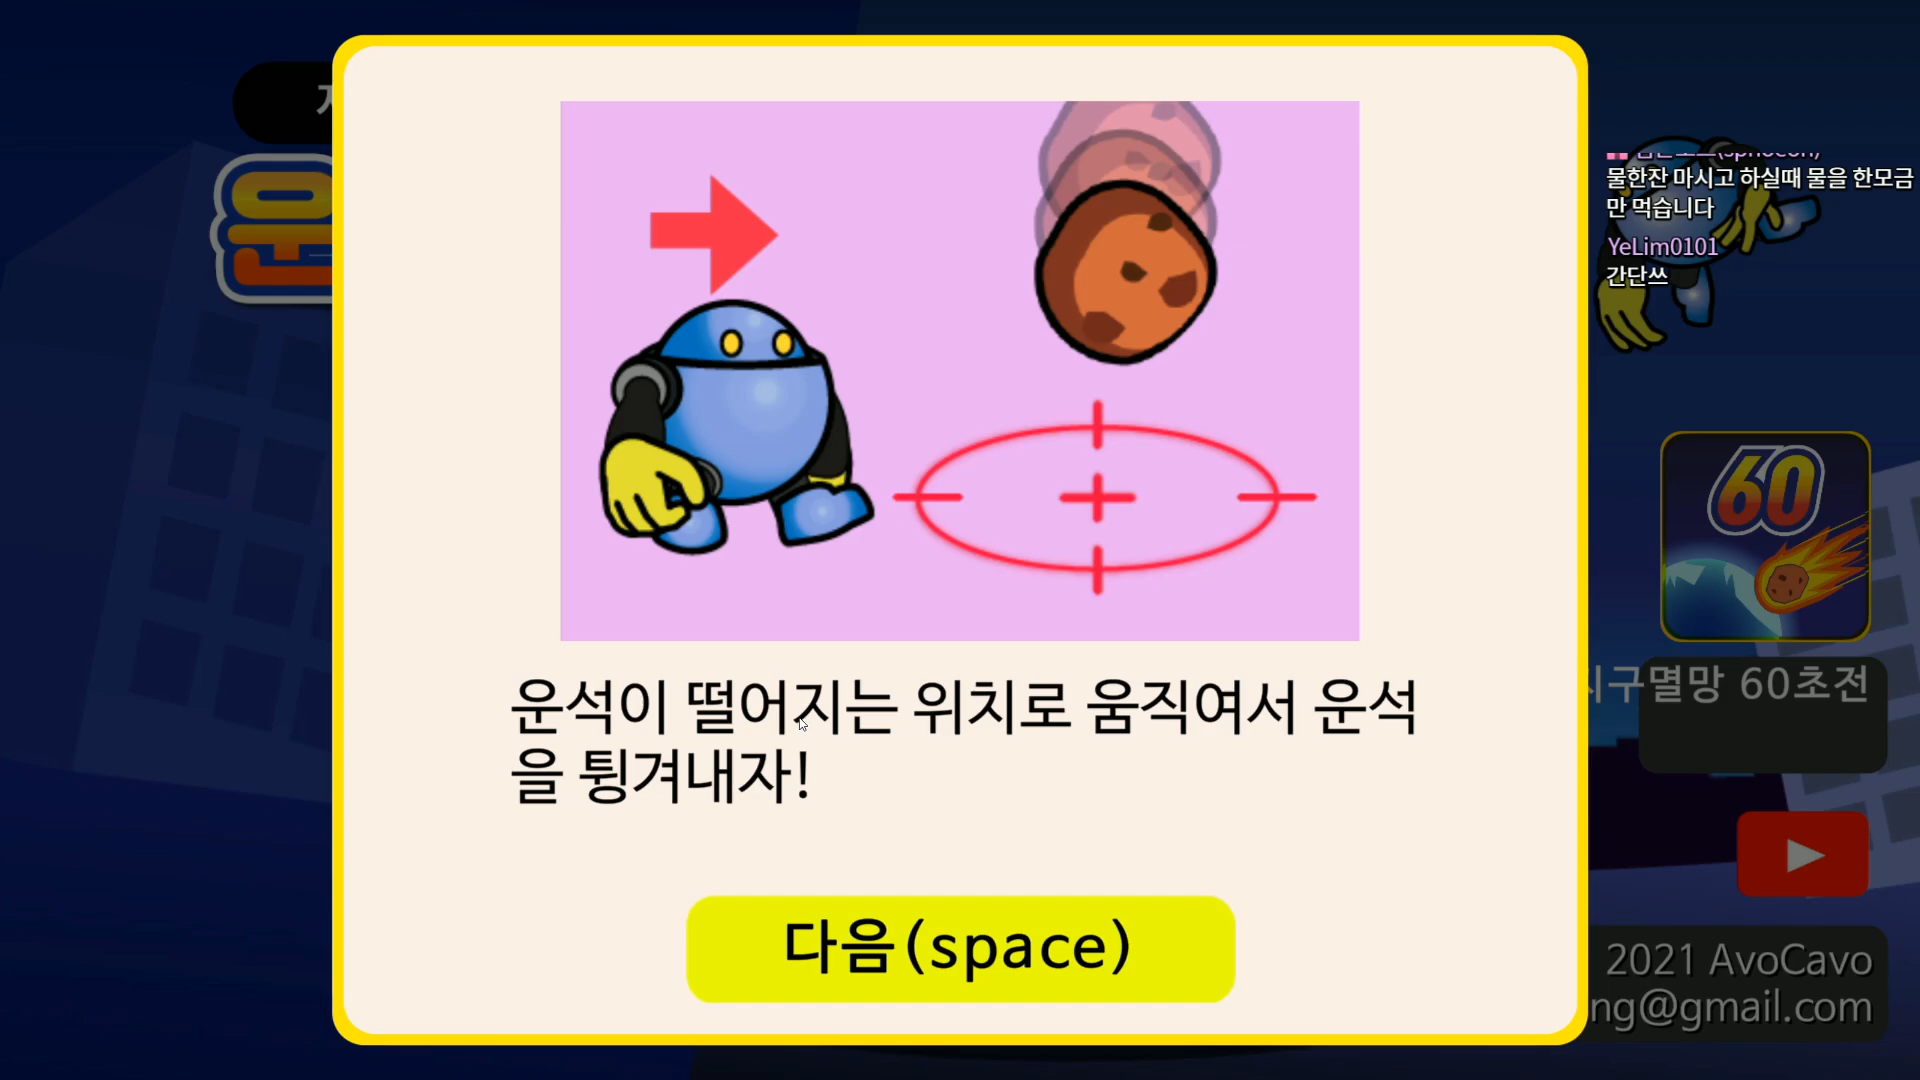 운석이 떨어지는 위치로 움직여서 운석
을 튕겨내자!
다음(space)
운
물한잔 마시고 하실때 물을 한모금
만 먹습니다
YeLim0101
간단쓰
60
지구멸망 60초전
2021 AvoCavo
ng@gmail.com